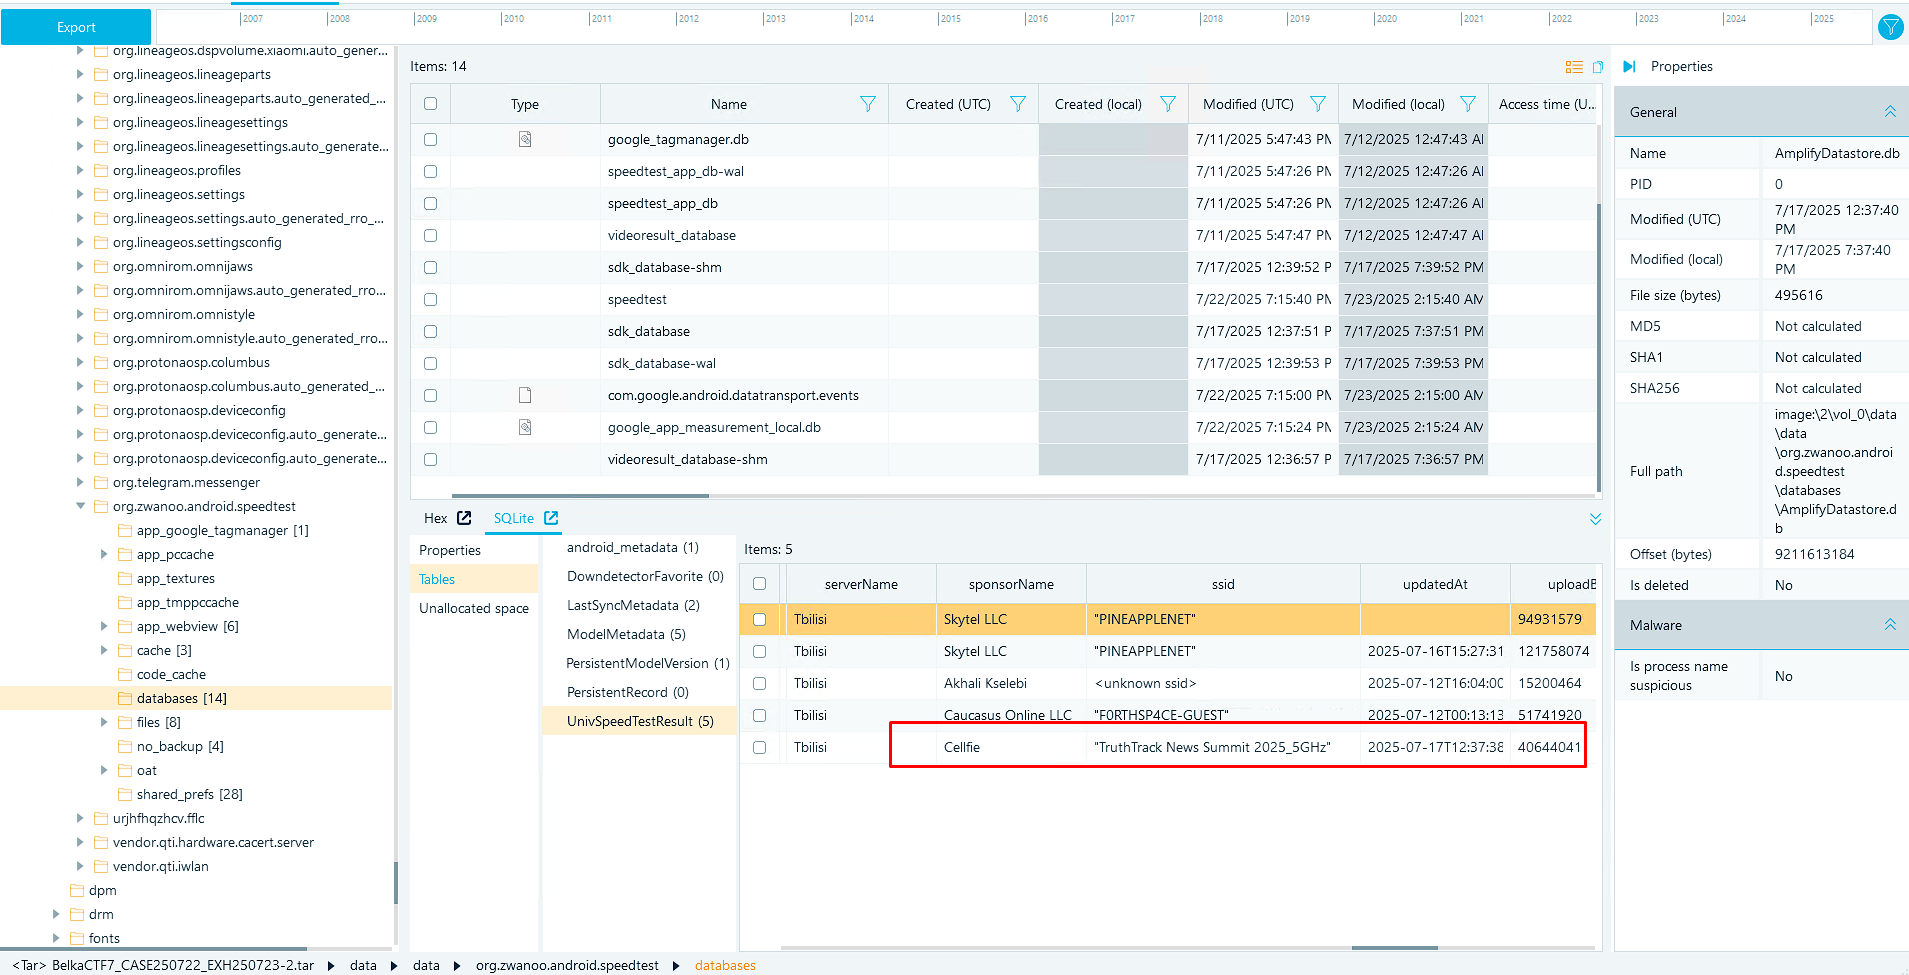 2007 2008 2009 2010 2011 2012 2013 2014 2015 2016 2017 2018 2019 2020 2021 2022 2023 2024 2025
Export
org.lineageos.dspvolume.xiaomi.auto_gener...
org.lineageos.lineageparts
org.lineageos.lineageparts.auto_generated_...
org.lineageos.lineagesettings
org.lineageos.lineagesettings.auto_generate...
org.lineageos.profiles
org.lineageos.settings
org.lineageos.settings.auto_generated_rro_...
org.lineageos.settingsconfig
org.omnirom.omnijaws
org.omnirom.omnijaws.auto_generated_rro...
org.omnirom.omnistyle
org.omnirom.omnistyle.auto_generated_rro...
org.protonaosp.columbus
org.protonaosp.columbus.auto_generated_...
org.protonaosp.deviceconfig
org.protonaosp.deviceconfig.auto_generate...
org.protonaosp.deviceconfig.auto_generate...
org.telegram.messenger
org.zwanoo.android.speedtest
app_google_tagmanager [1]
app_pccache
app_textures
app_tmppccache
app_webview [6]
cache [3]
code_cache
databases [14]
files [8]
no_backup [4]
oat
shared_prefs [28]
urjhfhqzhcv.fflc
vendor.qti.hardware.cacert.server
vendor.qti.iwlan
dpm
drm
fonts
Items: 14
Type Name Created (UTC) Created (local) Modified (UTC) Modified (local) Access time (U...
google_tagmanager.db 7/11/2025 5:47:43 PM 7/12/2025 12:47:43 AM
speedtest_app_db-wal 7/11/2025 5:47:26 PM 7/12/2025 12:47:26 AM
speedtest_app_db 7/11/2025 5:47:26 PM 7/12/2025 12:47:26 AM
videoresult_database 7/11/2025 5:47:47 PM 7/12/2025 12:47:47 AM
sdk_database-shm 7/17/2025 12:39:52 P 7/17/2025 7:39:52 PM
speedtest 7/22/2025 7:15:40 PM 7/23/2025 2:15:40 AM
sdk_database 7/17/2025 12:37:51 P 7/17/2025 7:37:51 PM
sdk_database-wal 7/17/2025 12:39:53 P 7/17/2025 7:39:53 PM
com.google.android.datatransport.events 7/22/2025 7:15:00 PM 7/23/2025 2:15:00 AM
google_app_measurement_local.db 7/22/2025 7:15:24 PM 7/23/2025 2:15:24 AM
videoresult_database-shm 7/17/2025 12:36:57 P 7/17/2025 7:36:57 PM
Hex SQLite
Properties
Tables
Unallocated space
android_metadata (1)
DowndetectorFavorite (0)
LastSyncMetadata (2)
ModelMetadata (5)
PersistentModelVersion (1)
PersistentRecord (0)
UnivSpeedTestResult (5)
Items: 5
serverName sponsorName ssid updatedAt uploadB
Tbilisi Skytel LLC "PINEAPPLENET" 94931579
Tbilisi Skytel LLC "PINEAPPLENET" 2025-07-16T15:27:31 121758074
Tbilisi Akhali Kselebi <unknown ssid> 2025-07-12T16:04:00 15200464
Tbilisi Caucasus Online LLC "F0RTHSP4CE-GUEST" 2025-07-12T00:13:13 51741920
Tbilisi Cellfie "TruthTrack News Summit 2025_5GHz" 2025-07-17T12:37:38 40644041
Properties
General
Name AmplifyDatastore.db
PID 0
Modified (UTC) 7/17/2025 12:37:40
PM
Modified (local) 7/17/2025 7:37:40
PM
File size (bytes) 495616
MD5 Not calculated
SHA1 Not calculated
SHA256 Not calculated
Full path image:\2\vol_0\data
\data
\org.zwanoo.androi
d.speedtest
\databases
\AmplifyDatastore.d
b
Offset (bytes) 9211613184
Is deleted No
Malware
Is process name
suspicious No
<Tar> BelkaCTF7_CASE250722_EXH250723-2.tar data data org.zwanoo.android.speedtest databases